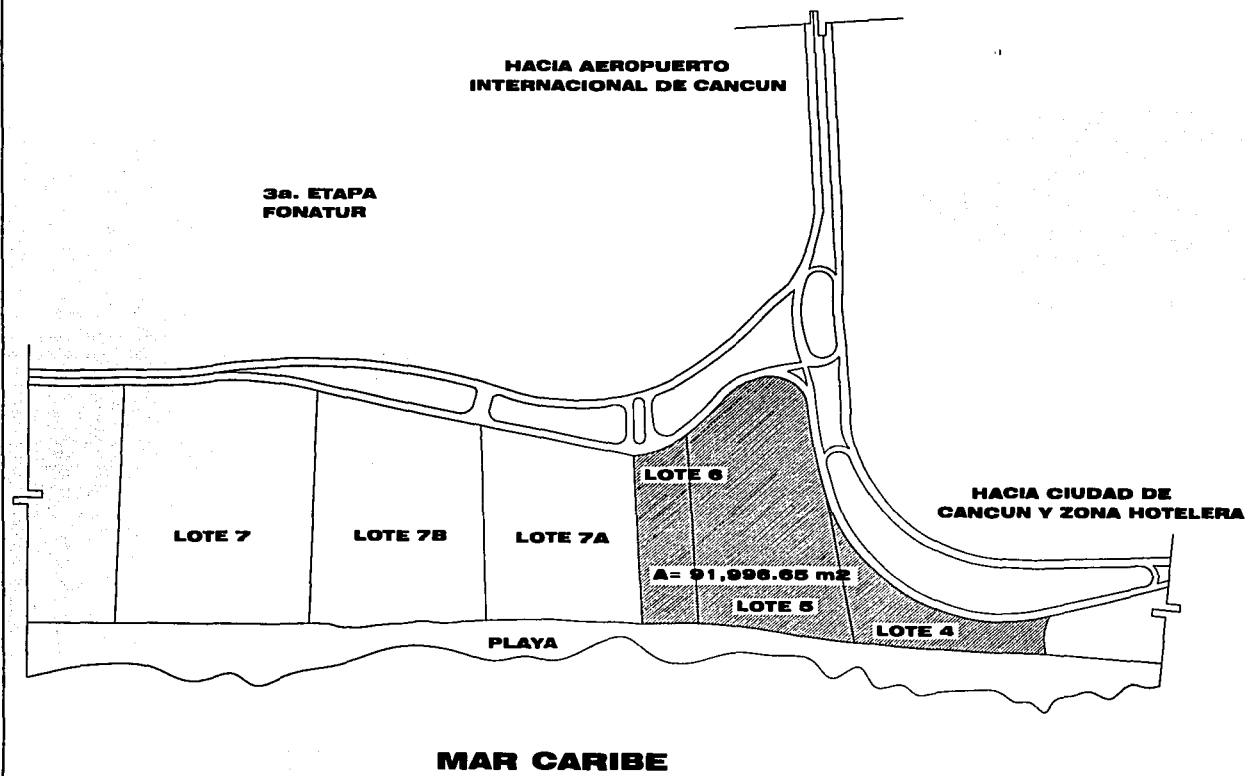 HACIA AEROPUERTO
INTERNACIONAL DE CANCUN
3a. ETAPA
FONATUR
LOTE 6
HACIA CIUDAD DE
CANCUN Y ZONA HOTELERA
LOTE 7
LOTE 7B
LOTE 7A
A= 91,996.65 m2
LOTE 5
LOTE 4
PLAYA
MAR CARIBE